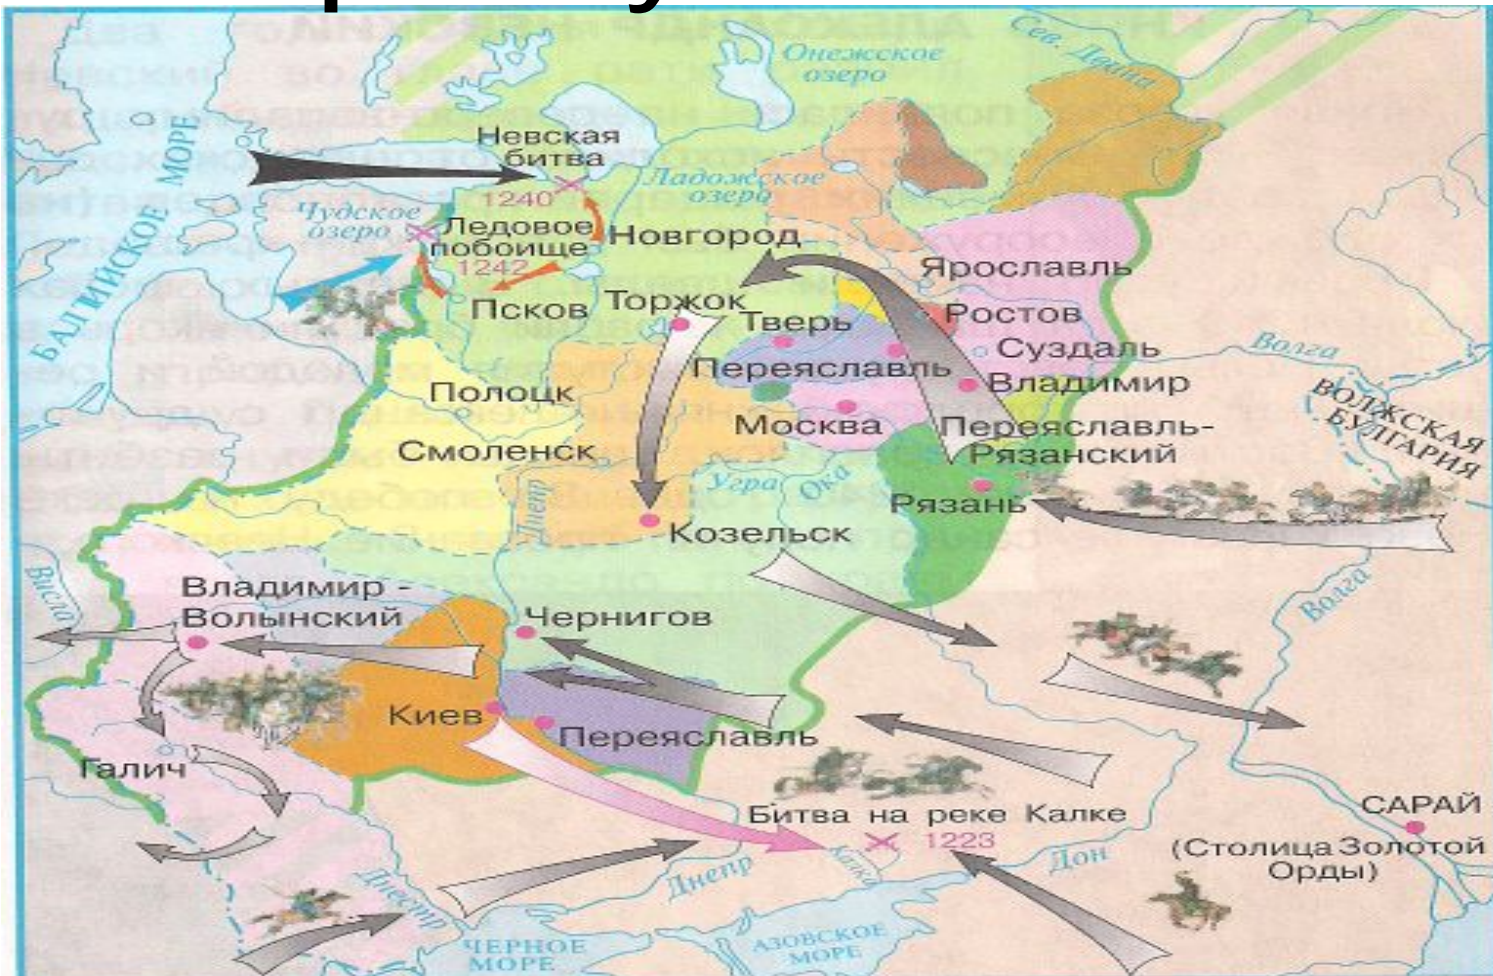 Онежское
озеро
Сев. Двина
БАЛТИЙСКОЕ МОРЕ
Невская
битва
1240
Ладожское
озеро
Чудское
озеро
Ледовое
побоище
1242
Новгород
Псков
Торжок
Тверь
Ярославль
Ростов
Суздаль
Переяславль
Владимир
Волга
ВОЛЖСКАЯ
БУЛГАРИЯ
Полоцк
Москва
Переяславль-
Рязанский
Смоленск
Угра
Ока
Днепр
Рязань
Козельск
Висла
Владимир -
Волынский
Чернигов
Волга
Киев
Переяславль
Галич
Битва на реке Калке
1223
САРАЙ
(Столица Золотой
Орды)
Калка
Дон
Днепр
Днестр
ЧЕРНОЕ
МОРЕ
АЗОВСКОЕ
МОРЕ